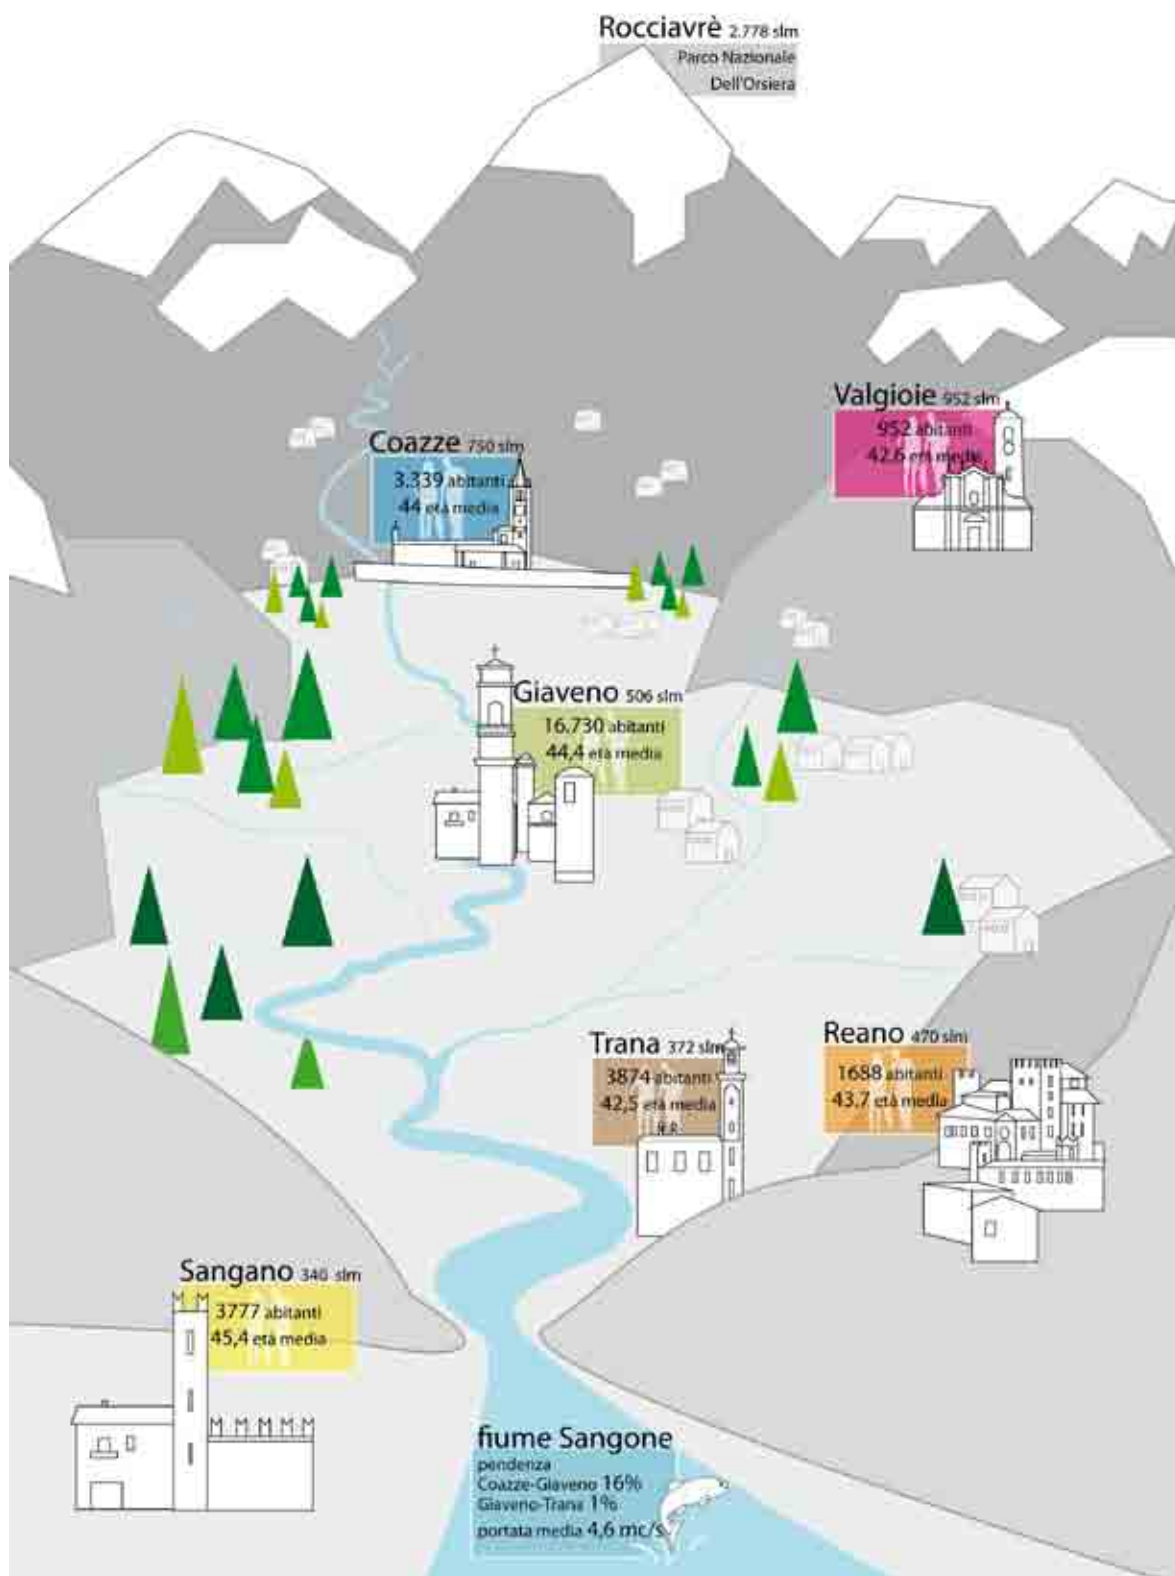 Rocciavrè 2.778 slm
Parco Nazionale
Dell'Orsiera
Valgioie 952 slm
952 abitanti
42.6 età media
Coazze 750 slm
3.339 abitanti
44 età media
Giaveno 506 slm
16.730 abitanti
44,4 età media
Trana 372 slm
3874 abitanti
42,5 età media
Reano 470 slm
1688 abitanti
43,7 età media
Sangano 340 slm
3777 abitanti
45,4 età media
fiume Sangone
pendenza
Coazze-Giaveno 16%
Giaveno-Trana 1%
portata media 4,6 mc/s